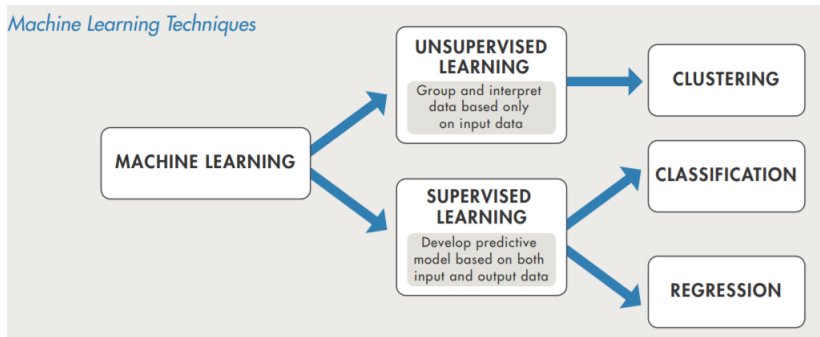 Machine Learning Techniques
MACHINE LEARNING
UNSUPERVISED
LEARNING
Group and interpret
data based only
on input data
SUPERVISED
LEARNING
Develop predictive
model based on both
input and output data
CLUSTERING
CLASSIFICATION
REGRESSION